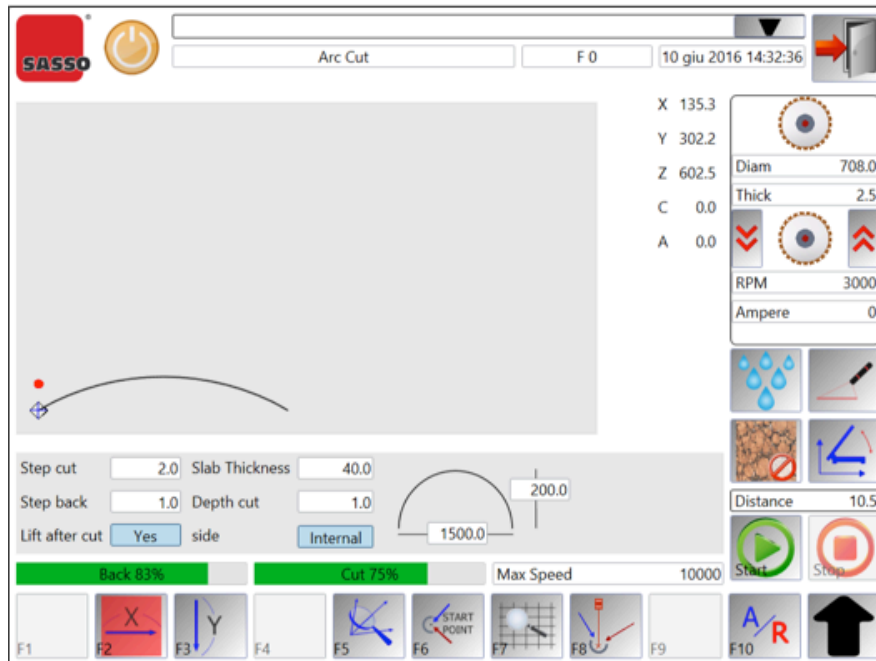 SASSO
Arc Cut
F 0
10 giu 2016 14:32:36
X 135.3
Y 302.2
Z 602.5
C 0.0
A 0.0
Diam 708.0
Thick 2.5
RPM 3000
Ampere 0
Step cut 2.0 Slab Thickness 40.0
200.0
Step back 1.0 Depth cut 1.0
Lift after cut Yes side Internal
1500.0
Distance 10.5
Start
Stop
Back 83%
Cut 75%
Max Speed 10000
F1
X
F2
Y
F3
F4
F5
START
POINT
F6
F7
F8
F9
A/R
F10